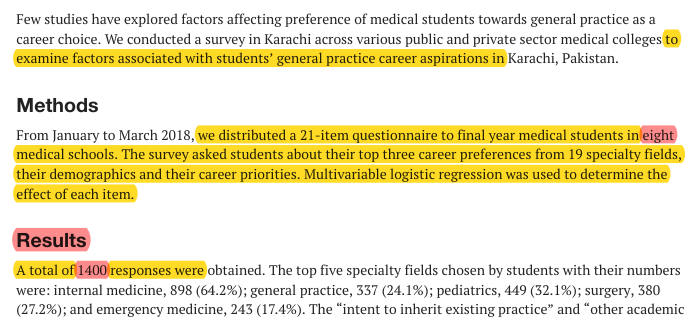 Few studies have explored factors affecting preference of medical students towards general practice as a
career choice. We conducted a survey in Karachi across various public and private sector medical colleges to
examine factors associated with students’ general practice career aspirations in Karachi, Pakistan.
Methods
From January to March 2018, we distributed a 21-item questionnaire to final year medical students in eight
medical schools. The survey asked students about their top three career preferences from 19 specialty fields,
their demographics and their career priorities. Multivariable logistic regression was used to determine the
effect of each item.
Results
A total of 1400 responses were obtained. The top five specialty fields chosen by students with their numbers
were: internal medicine, 898 (64.2%); general practice, 337 (24.1%); pediatrics, 449 (32.1%); surgery, 380
(27.2%); and emergency medicine, 243 (17.4%). The “intent to inherit existing practice” and “other academic